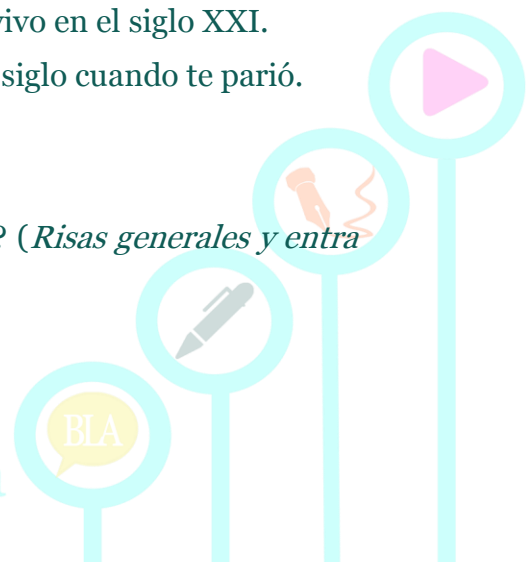 vivo en el siglo XXI.
siglo cuando te parió.
? (Risas generales y entra
BLA